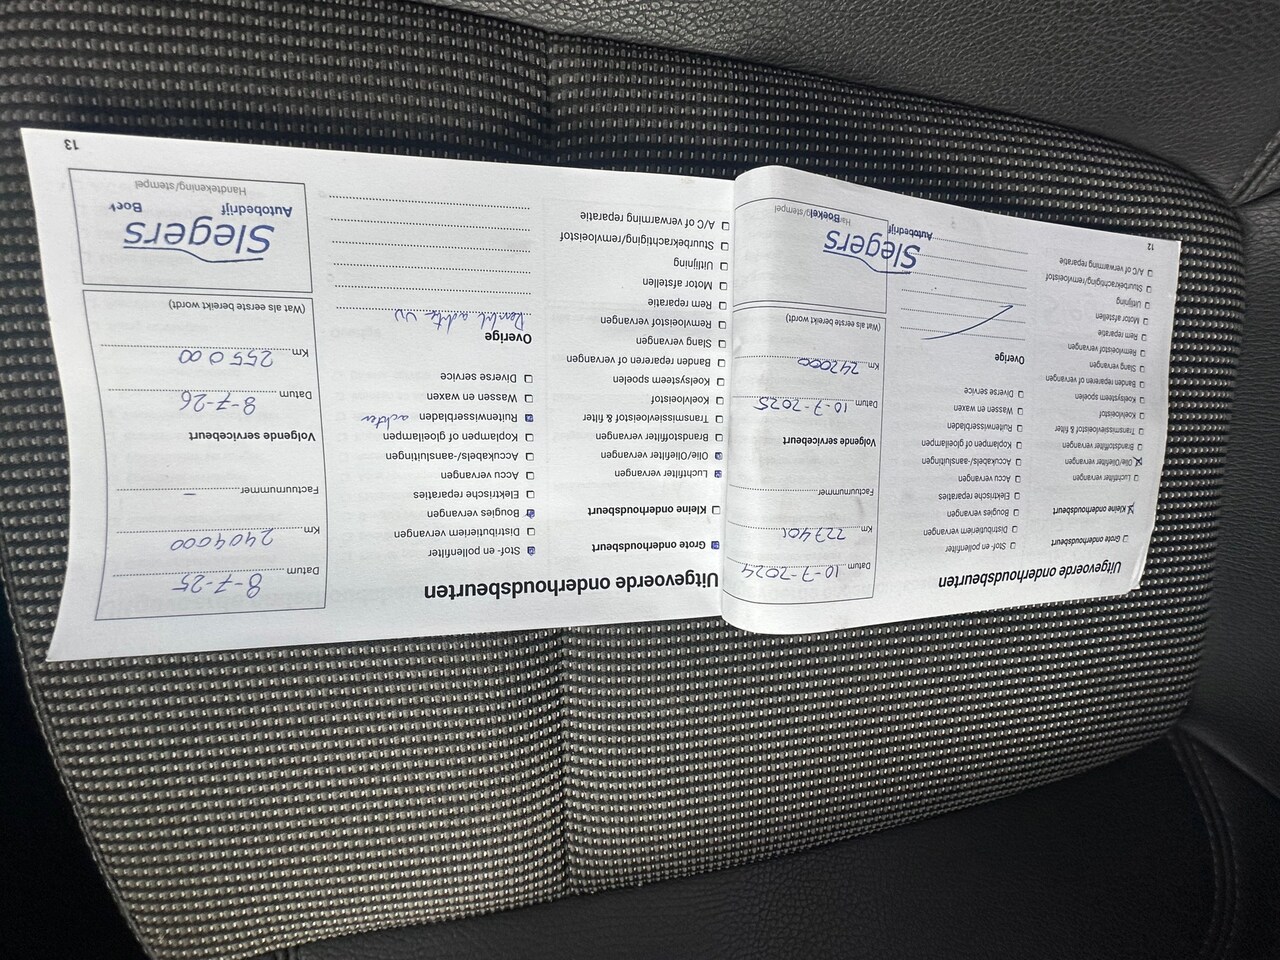 Uitgevoerde onderhoudsbeurten
Grote onderhoudsbeurt
Kleine onderhoudsbeurt
Luchtfilter vervangen
Olie/Oliefilter vervangen
Brandstoffilter vervangen
Transmissievloeistof & filter
Koelvloeistof
Koelsysteem spoelen
Banden repareren of vervangen
Slang vervangen
Remvloeistof vervangen
Rem reparatie
Motor afstellen
Uitlijning
Stuurbekrachtiging/remvloeistof
A/C of verwarming reparatie
Stof- en pollenfilter
Distributieriem vervangen
Bougies vervangen
Elektrische reparaties
Accu vervangen
Accukabels/-aansluitingen
Koplampen of gloeilampen
Ruitenwisserbladen
Wassen en waxen
Diverse service
Overige
Datum 10-7-2024
Km 227401
Factuurnummer
Volgende servicebeurt
Datum 10-7-2025
Km 242000
(Wat als eerste bereikt wordt)
Slegers
Autobedrijf
Boekel
12
Uitgevoerde onderhoudsbeurten
Grote onderhoudsbeurt
Kleine onderhoudsbeurt
Luchtfilter vervangen
Olie/Oliefilter vervangen
Brandstoffilter vervangen
Transmissievloeistof & filter
Koelvloeistof
Koelsysteem spoelen
Banden repareren of vervangen
Slang vervangen
Remvloeistof vervangen
Rem reparatie
Motor afstellen
Uitlijning
Stuurbekrachtiging/remvloeistof
A/C of verwarming reparatie
Stof- en pollenfilter
Distributieriem vervangen
Bougies vervangen
Elektrische reparaties
Accu vervangen
Accukabels/-aansluitingen
Koplampen of gloeilampen
Ruitenwisserbladen achter
Wassen en waxen
Diverse service
Overige
Datum 8-7-25
Km 2404000
Factuurnummer -
Volgende servicebeurt
Datum 8-7-26
Km 255000
(Wat als eerste bereikt wordt)
Slegers
Autobedrijf Boek
Handtekening/stempel
13